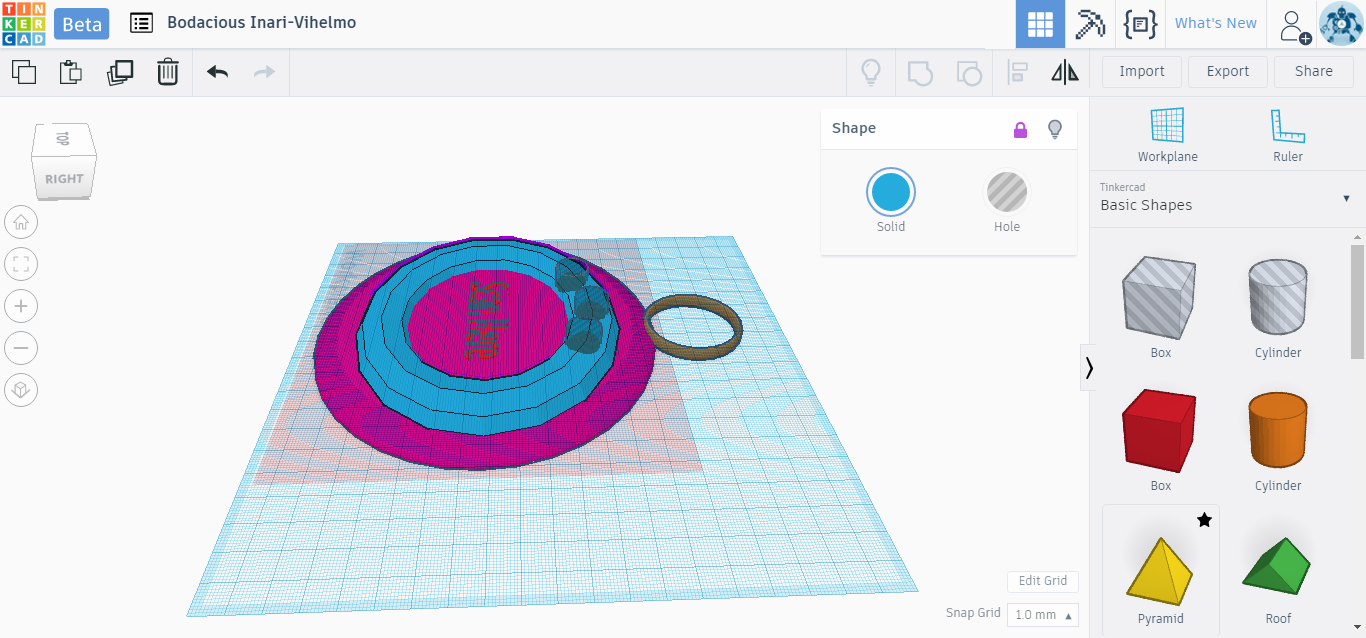 TIN
KER
CAD
Beta
Bodacious Inari-Vihelmo
What's New
Import
Export
Share
RIGHT
Shape
Solid
Hole
Workplane
Ruler
Tinkercad
Basic Shapes
Box
Cylinder
Box
Cylinder
Pyramid
Roof
Edit Grid
Snap Grid
1.0 mm